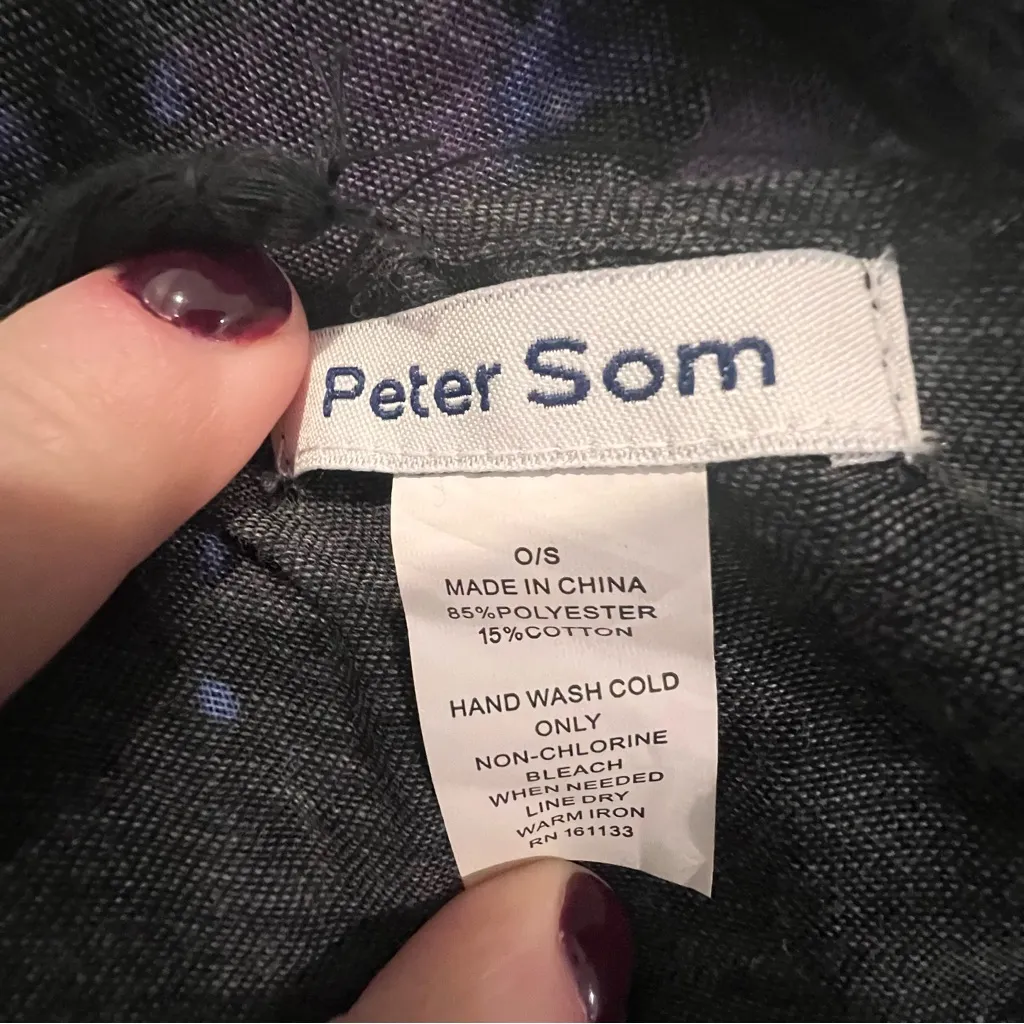 Peter Som
O/S
MADE IN CHINA
85%POLYESTER
15%COTTON
HAND WASH COLD
ONLY
NON-CHLORINE
BLEACH
WHEN NEEDED
LINE DRY
WARM IRON
RN 161133